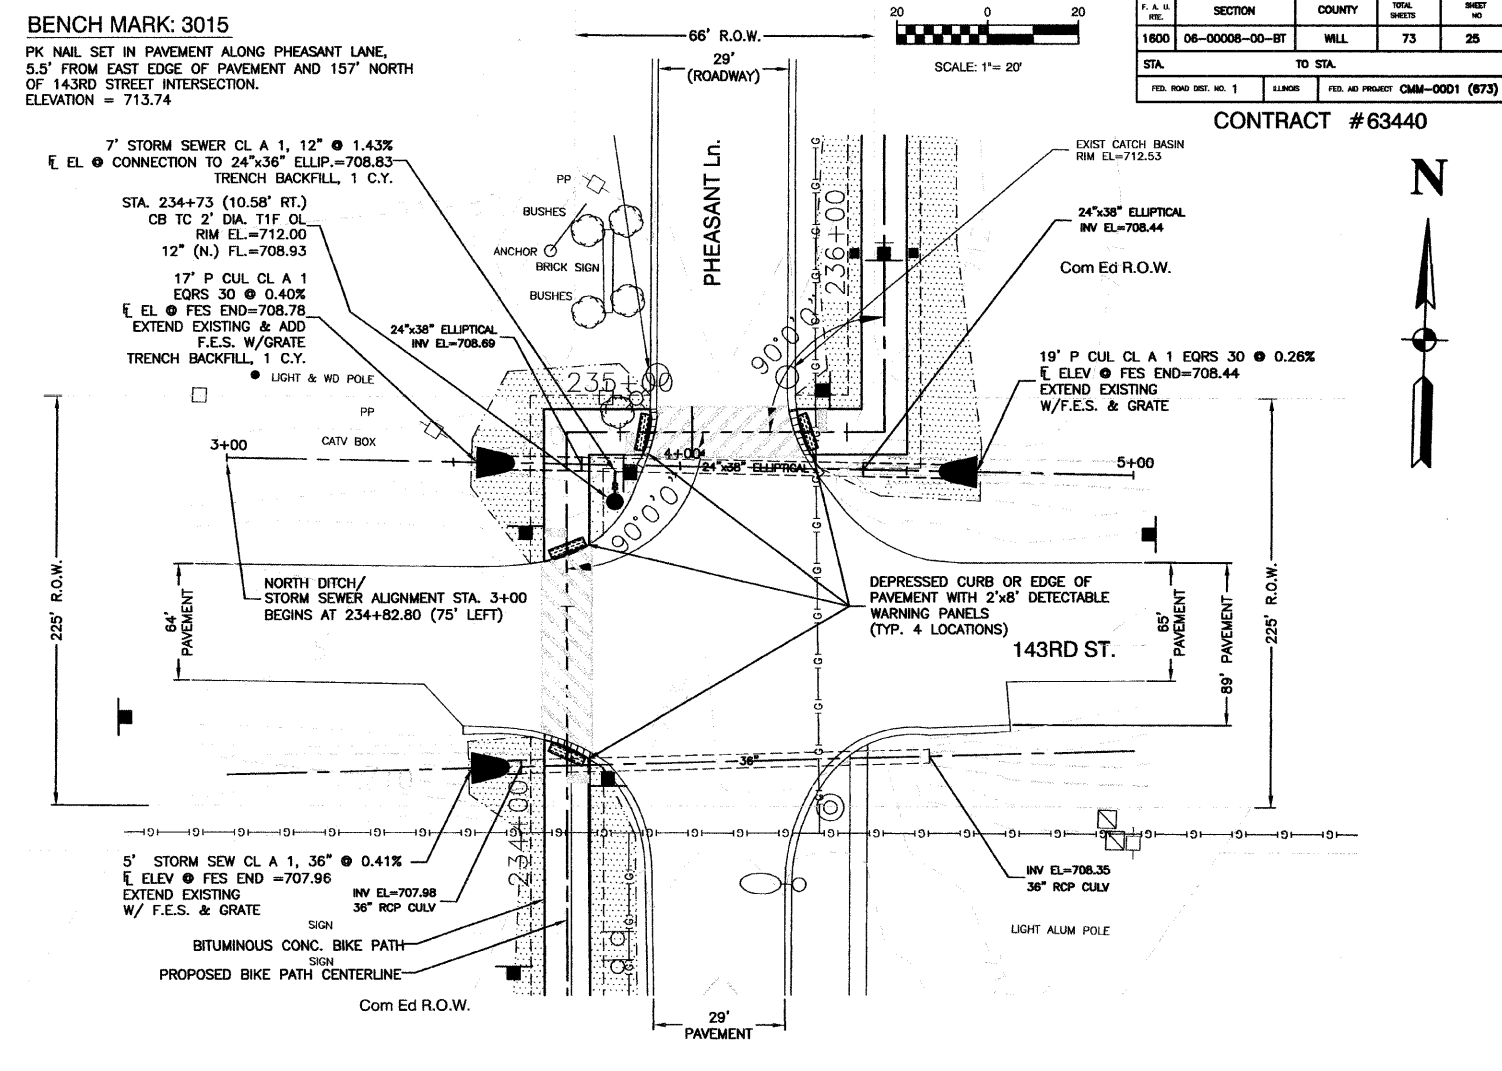 BENCH MARK: 3015
PK NAIL SET IN PAVEMENT ALONG PHEASANT LANE,
5.5' FROM EAST EDGE OF PAVEMENT AND 157' NORTH
OF 143RD STREET INTERSECTION.
ELEVATION = 713.74
66' R.O.W.
29'
(ROADWAY)
20 0 20
SCALE: 1"= 20'
F. A. U.
RTE.
SECTION
COUNTY
TOTAL
SHEETS
SHEET
NO
1600
06-00008-00-BT
WILL
73
25
STA.
TO STA.
FED. ROAD DIST. NO. 1
ILLINOIS
FED. AID PROJECT CMM-00D1 (673)
CONTRACT #63440
N
7' STORM SEWER CL A 1, 12" @ 1.43%
℄ EL @ CONNECTION TO 24"x36" ELLIP.=708.83
TRENCH BACKFILL, 1 C.Y.
STA. 234+73 (10.58' RT.)
CB TC 2' DIA. T1F OL
RIM EL.=712.00
12" (N.) FL.=708.93
17' P CUL CL A 1
EQRS 30 @ 0.40%
℄ EL @ FES END=708.78
EXTEND EXISTING & ADD
F.E.S. W/GRATE
TRENCH BACKFILL, 1 C.Y.
LIGHT & WD POLE
PP
CATV BOX
PP
BUSHES
ANCHOR
BRICK SIGN
BUSHES
24"x38" ELLIPTICAL
INV EL=708.69
235+00
PHEASANT Ln.
236+00
90°0'0"
EXIST CATCH BASIN
RIM EL=712.53
24"x38" ELLIPTICAL
INV EL=708.44
Com Ed R.O.W.
19' P CUL CL A 1 EQRS 30 @ 0.26%
℄ ELEV @ FES END=708.44
EXTEND EXISTING
W/F.E.S. & GRATE
3+00
4+00
24"x38" ELLIPTICAL
5+00
90°0'0"
225' R.O.W.
64'
PAVEMENT
NORTH DITCH/
STORM SEWER ALIGNMENT STA. 3+00
BEGINS AT 234+82.80 (75' LEFT)
DEPRESSED CURB OR EDGE OF
PAVEMENT WITH 2'x8' DETECTABLE
WARNING PANELS
(TYP. 4 LOCATIONS)
143RD ST.
65'
PAVEMENT
89' PAVEMENT
225' R.O.W.
36"
234+00
5' STORM SEW CL A 1, 36" @ 0.41%
℄ ELEV @ FES END =707.96
EXTEND EXISTING
W/ F.E.S. & GRATE
INV EL=707.98
36" RCP CULV
INV EL=708.35
36" RCP CULV
SIGN
BITUMINOUS CONC. BIKE PATH
SIGN
PROPOSED BIKE PATH CENTERLINE
LIGHT ALUM POLE
Com Ed R.O.W.
29'
PAVEMENT
G G G G G G G G G G
G G G G G G G G G G G G G G